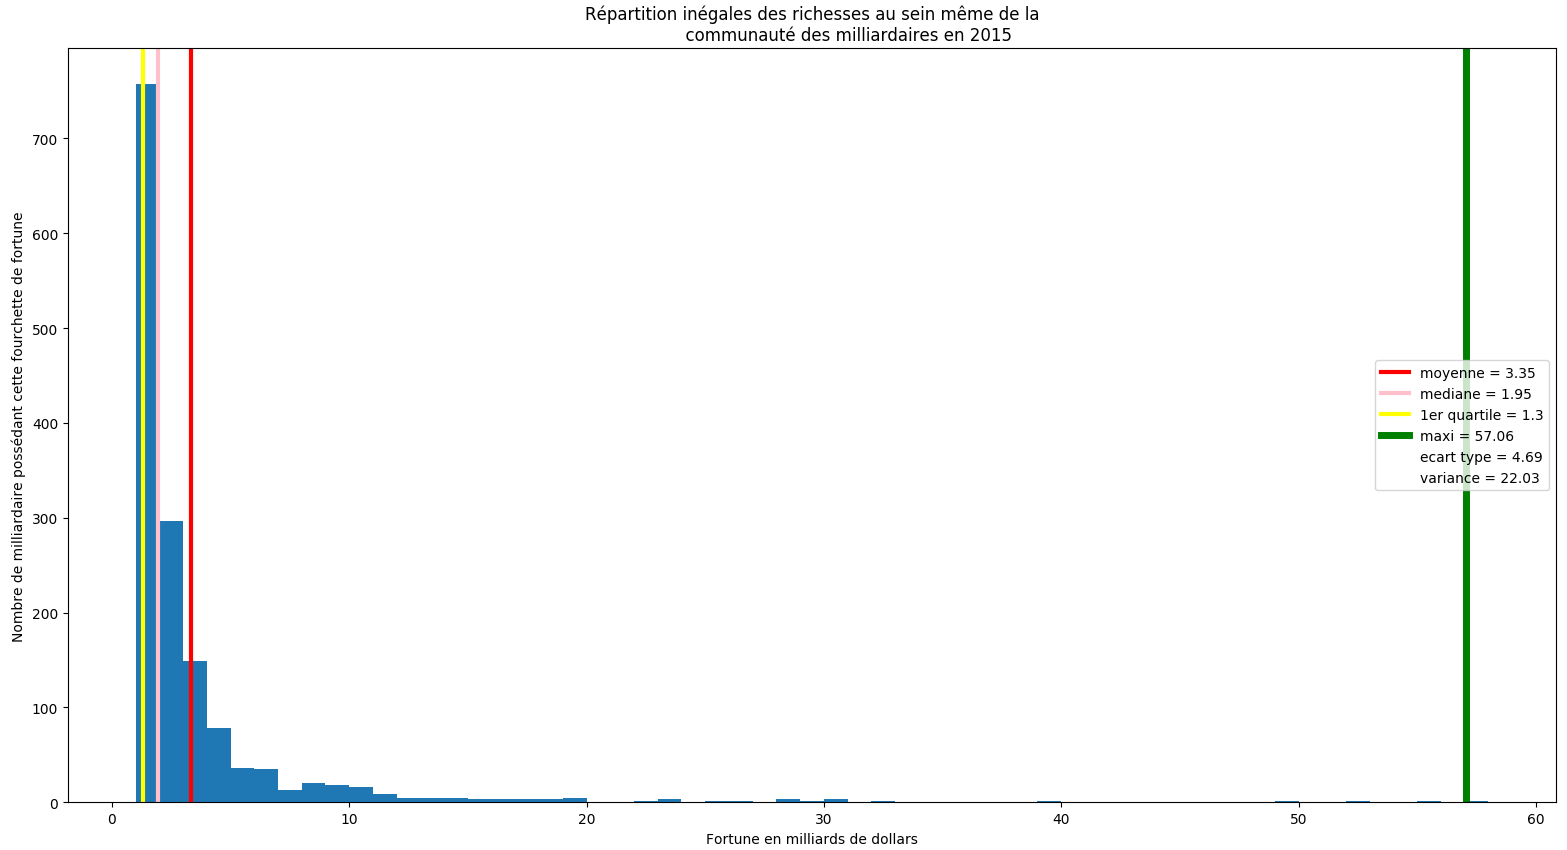 Répartition inégales des richesses au sein même de la
communauté des milliardaires en 2015
Nombre de milliardaire possédant cette fourchette de fortune
700
600
500
400
300
200
100
0
moyenne = 3.35
mediane = 1.95
1er quartile = 1.3
maxi = 57.06
ecart type = 4.69
variance = 22.03
0 10 20 30 40 50 60
Fortune en milliards de dollars